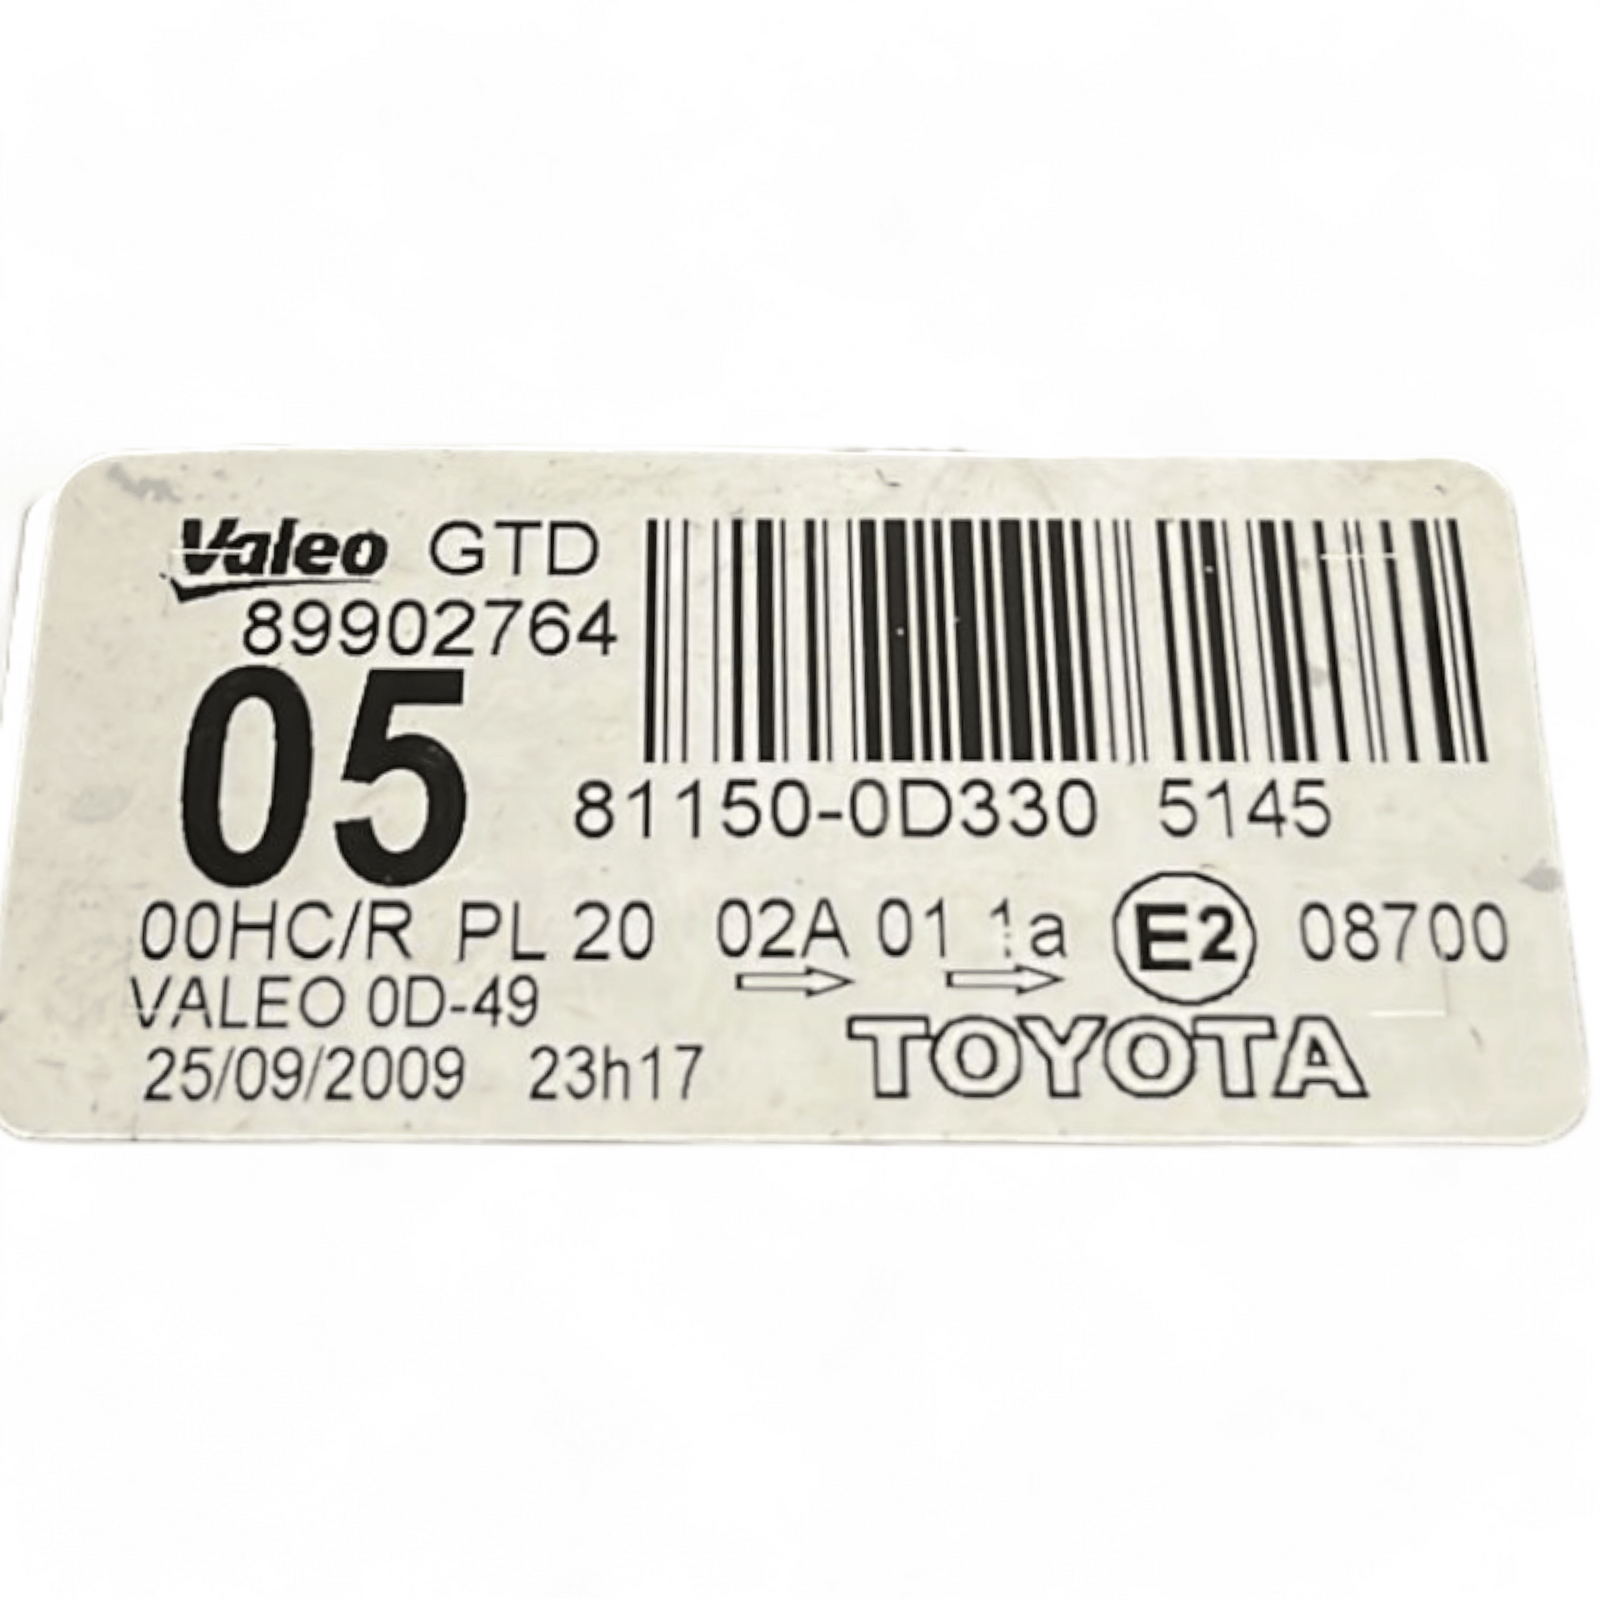 Valeo GTD
89902764
05
81150-0D330 5145
00HC/R PL 20 02A 01 1a E2 08700
VALEO 0D-49
25/09/2009 23h17
TOYOTA